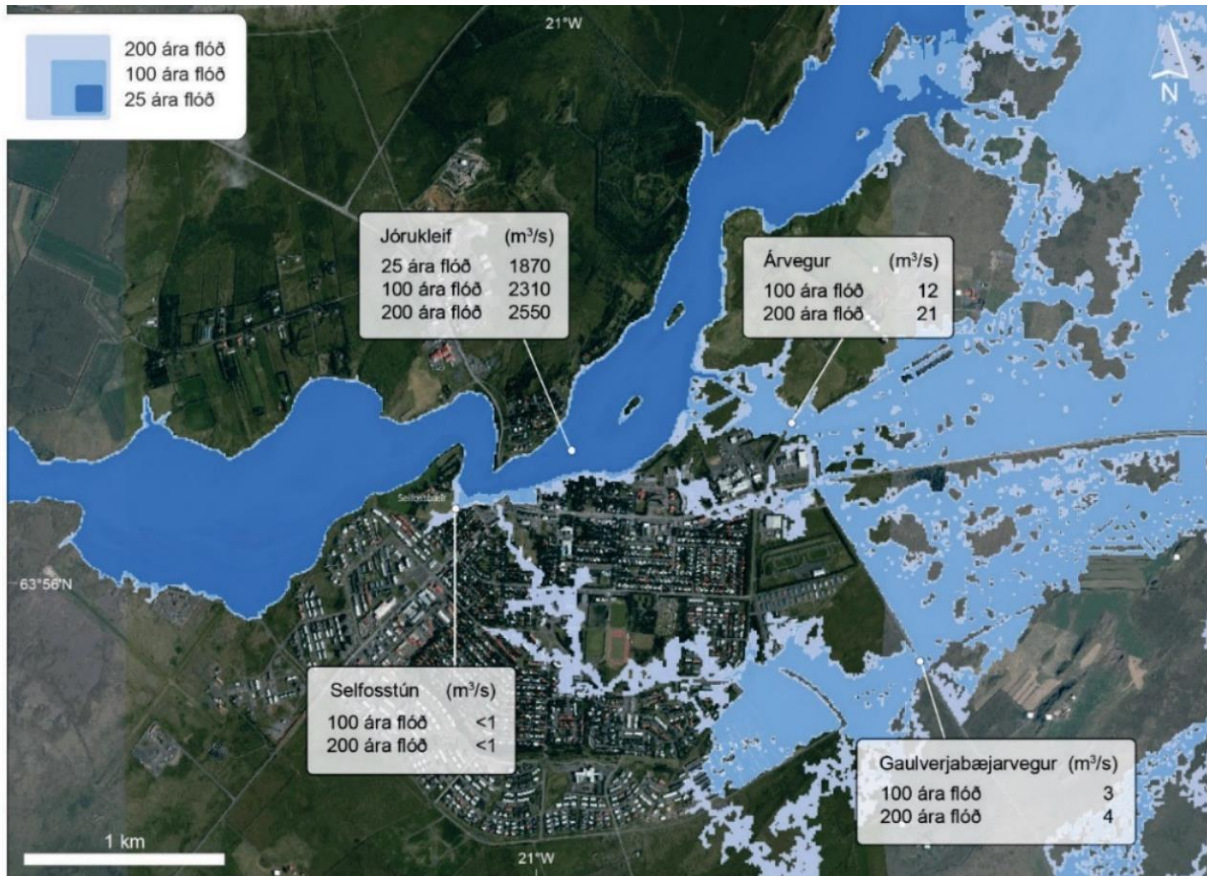 200 ára flóð
100 ára flóð
25 ára flóð
21°W
N
Jórukleif (m³/s)
25 ára flóð 1870
100 ára flóð 2310
200 ára flóð 2550
Árvegur (m³/s)
100 ára flóð 12
200 ára flóð 21
Selfossbæir
63°56'N
Selfosstún (m³/s)
100 ára flóð <1
200 ára flóð <1
Gaulverjabæjarvegur (m³/s)
100 ára flóð 3
200 ára flóð 4
1 km
21°W